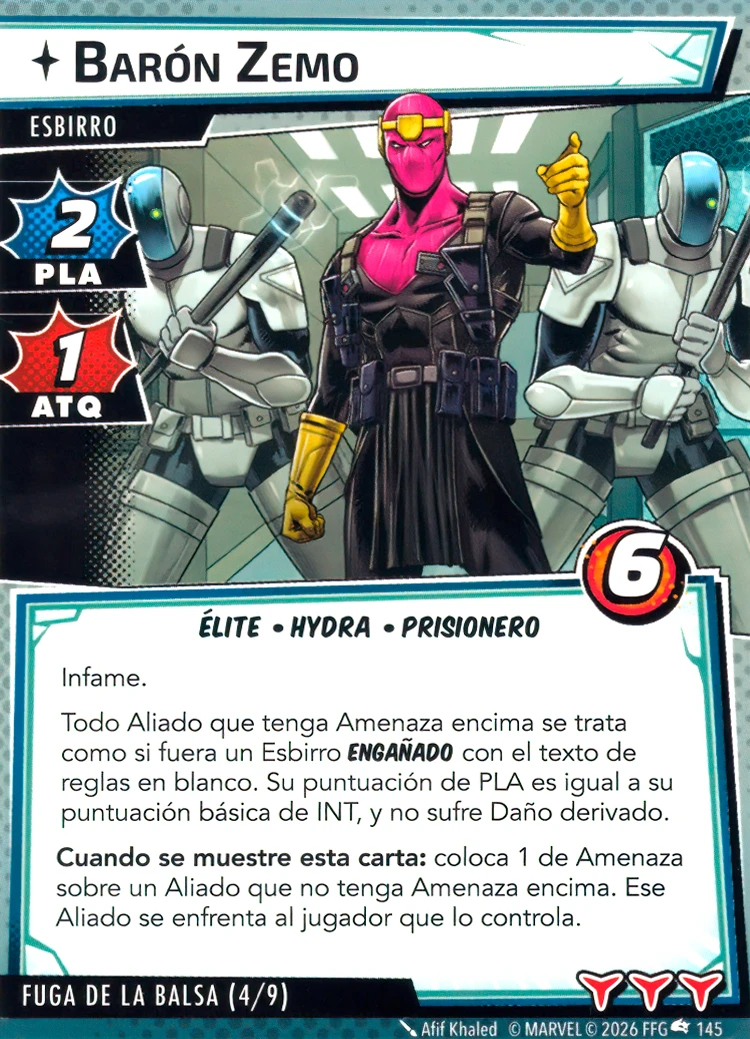 Barón Zemo
ESBIRRO
2
PLA
1
ATQ
6
ÉLITE • HYDRA • PRISIONERO
Infame.
Todo Aliado que tenga Amenaza encima se trata
como si fuera un Esbirro ENGAÑADO con el texto de
reglas en blanco. Su puntuación de PLA es igual a su
puntuación básica de INT, y no sufre Daño derivado.
Cuando se muestre esta carta: coloca 1 de Amenaza
sobre un Aliado que no tenga Amenaza encima. Ese
Aliado se enfrenta al jugador que lo controla.
FUGA DE LA BALSA (4/9)
Afif Khaled © MARVEL © 2026 FFG 145